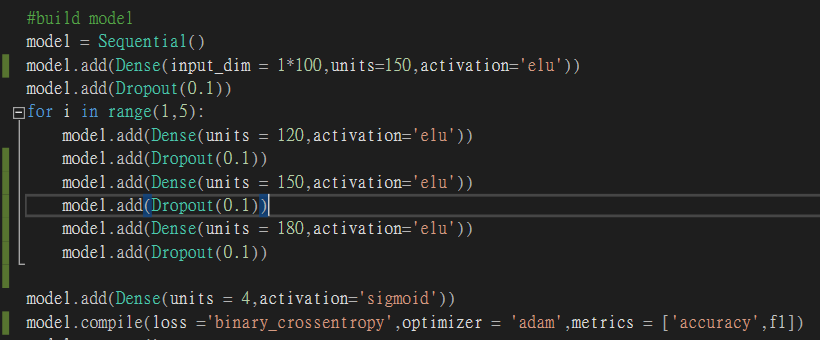 #build model
model = Sequential()
model.add(Dense(input_dim = 1*100,units=150,activation='elu'))
model.add(Dropout(0.1))
for i in range(1,5):
model.add(Dense(units = 120,activation='elu'))
model.add(Dropout(0.1))
model.add(Dense(units = 150,activation='elu'))
model.add(Dropout(0.1))
model.add(Dense(units = 180,activation='elu'))
model.add(Dropout(0.1))
model.add(Dense(units = 4,activation='sigmoid'))
model.compile(loss ='binary_crossentropy',optimizer = 'adam',metrics = ['accuracy',f1])